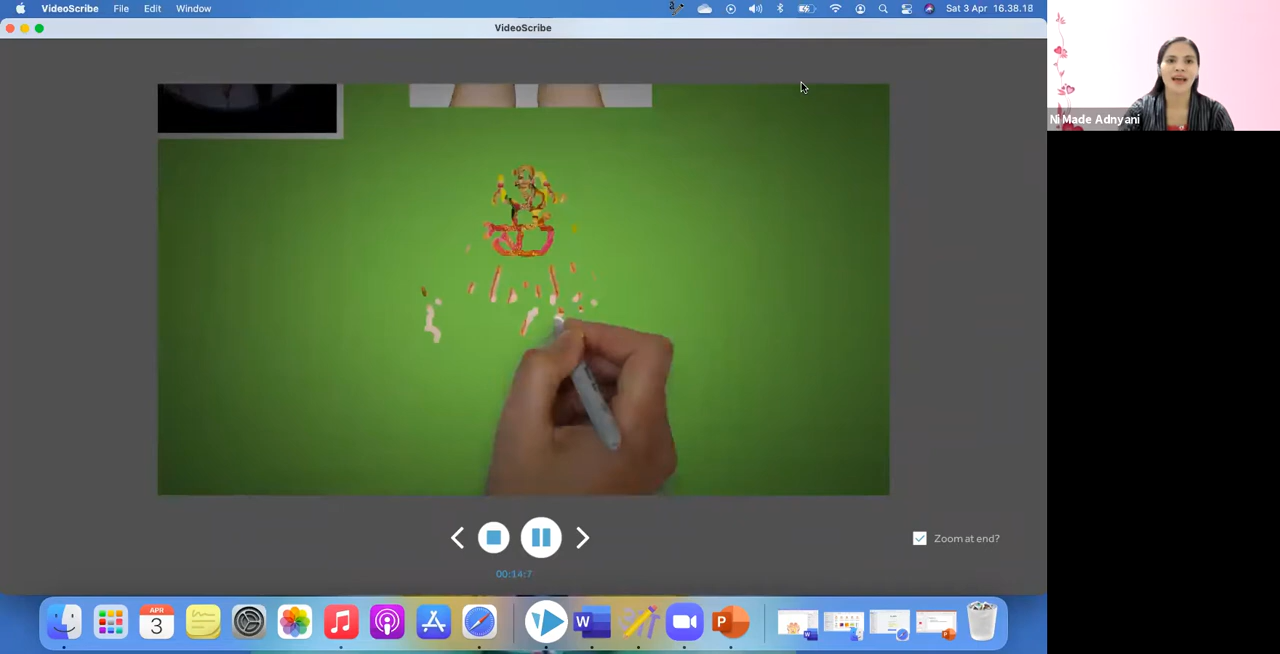 VideoScribe File Edit Window
Sat 3 Apr 16.38.18
VideoScribe
Ni Made Adnyani
Zoom at end?
00:14:7
APR
3
W
P